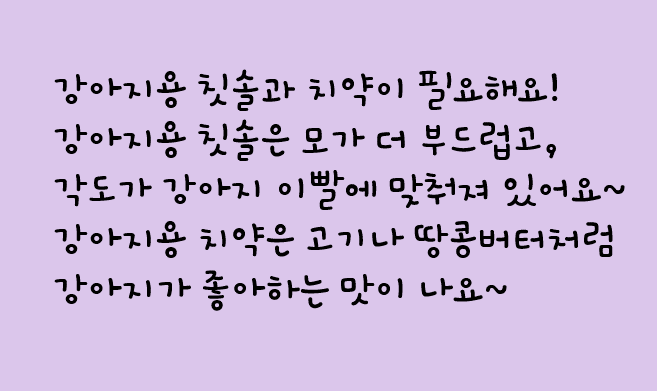 강아지용 칫솔과 치약이 필요해요!
강아지용 칫솔은 모가 더 부드럽고,
각도가 강아지 이빨에 맞춰져 있어요~
강아지용 치약은 고기나 땅콩버터처럼
강아지가 좋아하는 맛이 나요~